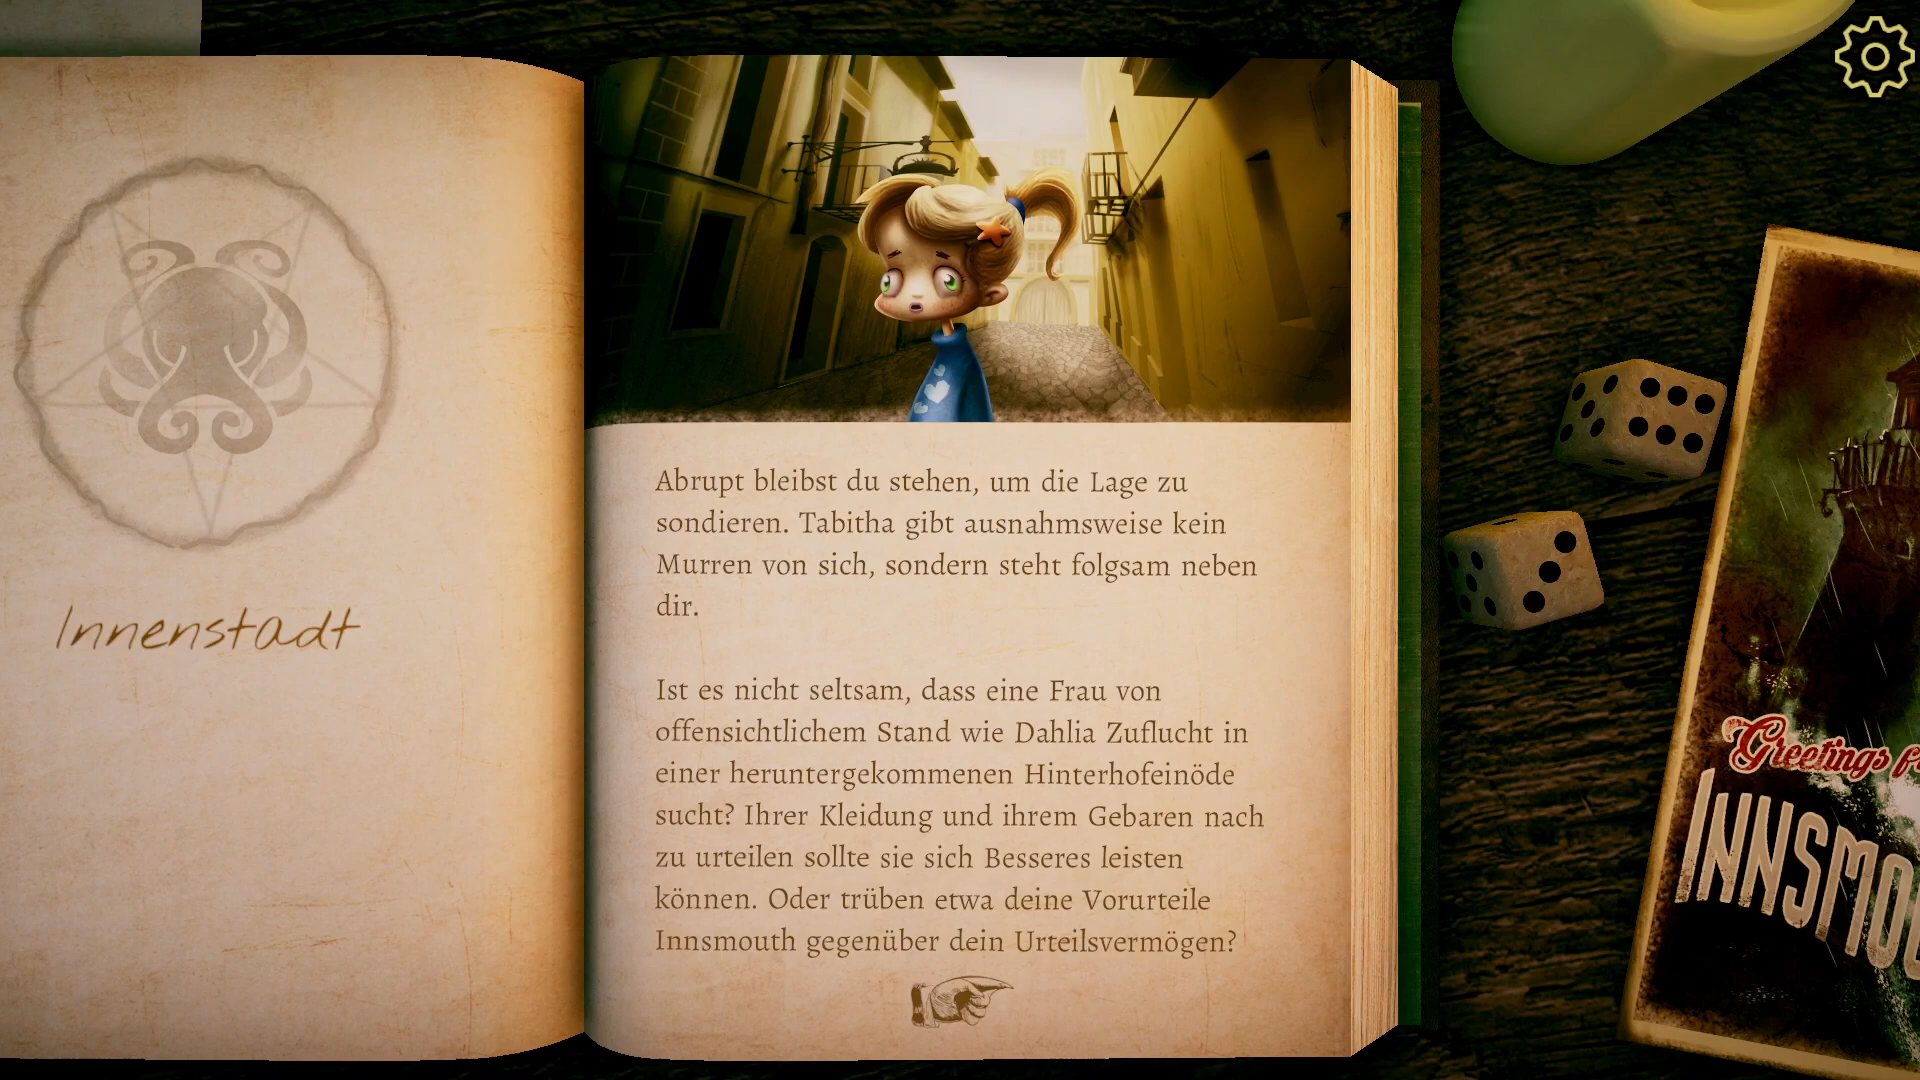 Innenstadt
Abrupt bleibst du stehen, um die Lage zu
sondieren. Tabitha gibt ausnahmsweise kein
Murren von sich, sondern steht folgsam neben
dir.
Ist es nicht seltsam, dass eine Frau von
offensichtlichem Stand wie Dahlia Zuflucht in
einer heruntergekommenen Hinterhofeinöde
sucht? Ihrer Kleidung und ihrem Gebaren nach
zu urteilen sollte sie sich Besseres leisten
können. Oder trüben etwa deine Vorurteile
Innsmouth gegenüber dein Urteilsvermögen?
Greetings